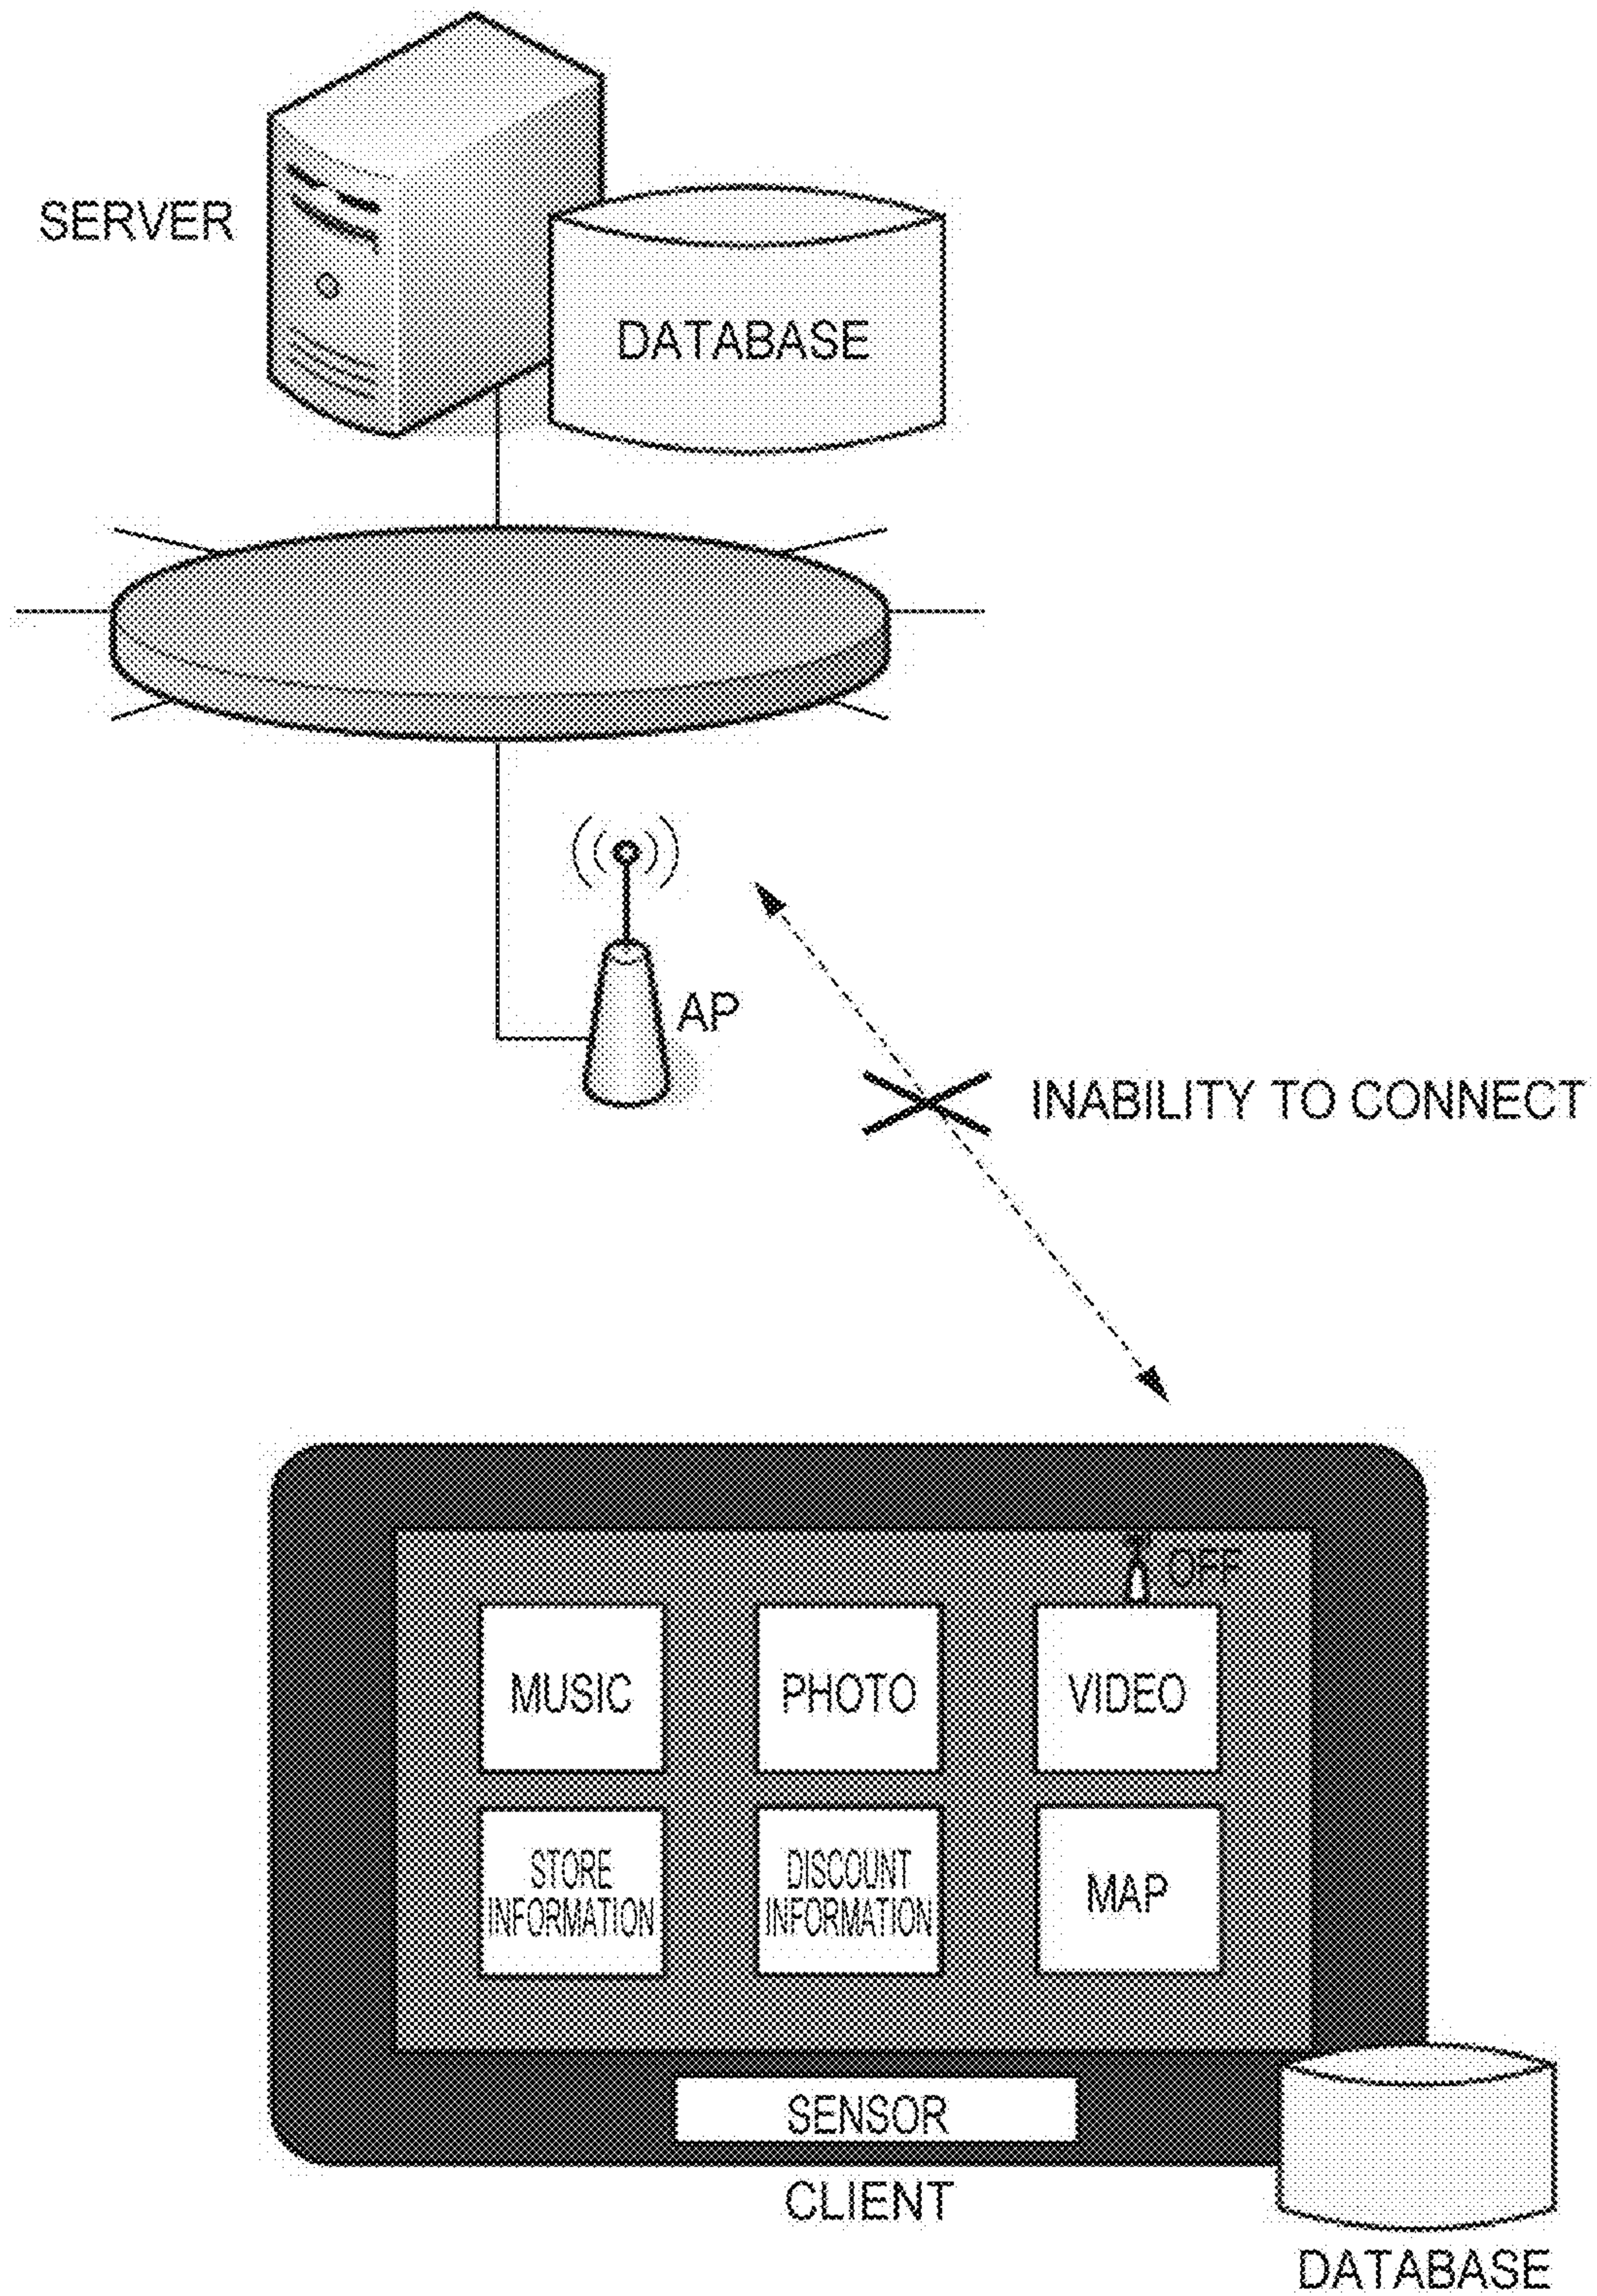 SERVER
DATABASE
AP
INABILITY TO CONNECT
OFF
MUSIC
PHOTO
VIDEO
STORE
INFORMATION
DISCOUNT
INFORMATION
MAP
SENSOR
CLIENT
DATABASE